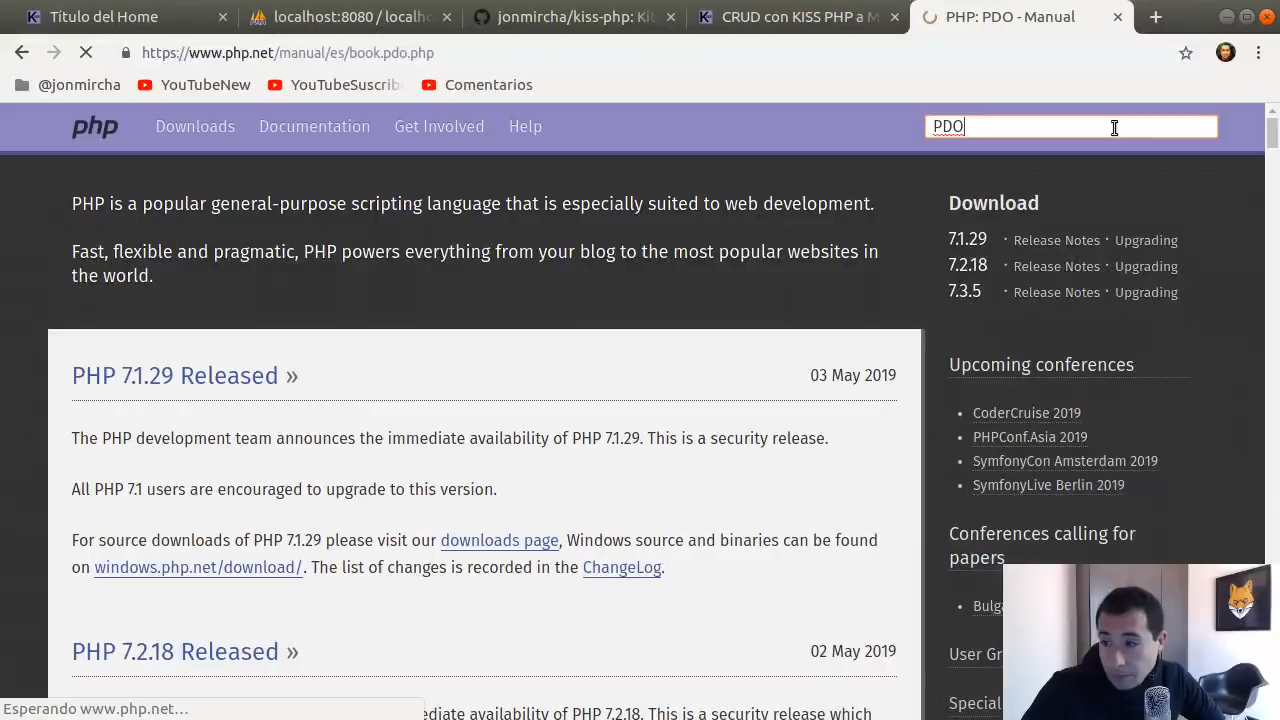 Título del Home
localhost:8080 / localho
jonmircha/kiss-php: Kit
CRUD con KISS PHP a M
PHP: PDO - Manual
https://www.php.net/manual/es/book.pdo.php
@jonmircha
YouTubeNew
YouTubeSuscrib
Comentarios
php
Downloads
Documentation
Get Involved
Help
PDO
PHP is a popular general-purpose scripting language that is especially suited to web development.
Fast, flexible and pragmatic, PHP powers everything from your blog to the most popular websites
in the world.
Download
7.1.29 · Release Notes · Upgrading
7.2.18 · Release Notes · Upgrading
7.3.5 · Release Notes · Upgrading
PHP 7.1.29 Released »
03 May 2019
The PHP development team announces the immediate availability of PHP 7.1.29. This is a security release.
All PHP 7.1 users are encouraged to upgrade to this version.
For source downloads of PHP 7.1.29 please visit our downloads page, Windows source and binaries can be found
on windows.php.net/download/. The list of changes is recorded in the ChangeLog.
PHP 7.2.18 Released »
02 May 2019
ediate availability of PHP 7.2.18. This is a security release which
Upcoming conferences
CoderCruise 2019
PHPConf.Asia 2019
SymfonyCon Amsterdam 2019
SymfonyLive Berlin 2019
Conferences calling for
papers
Bulg
User Gr
Special
Esperando www.php.net…